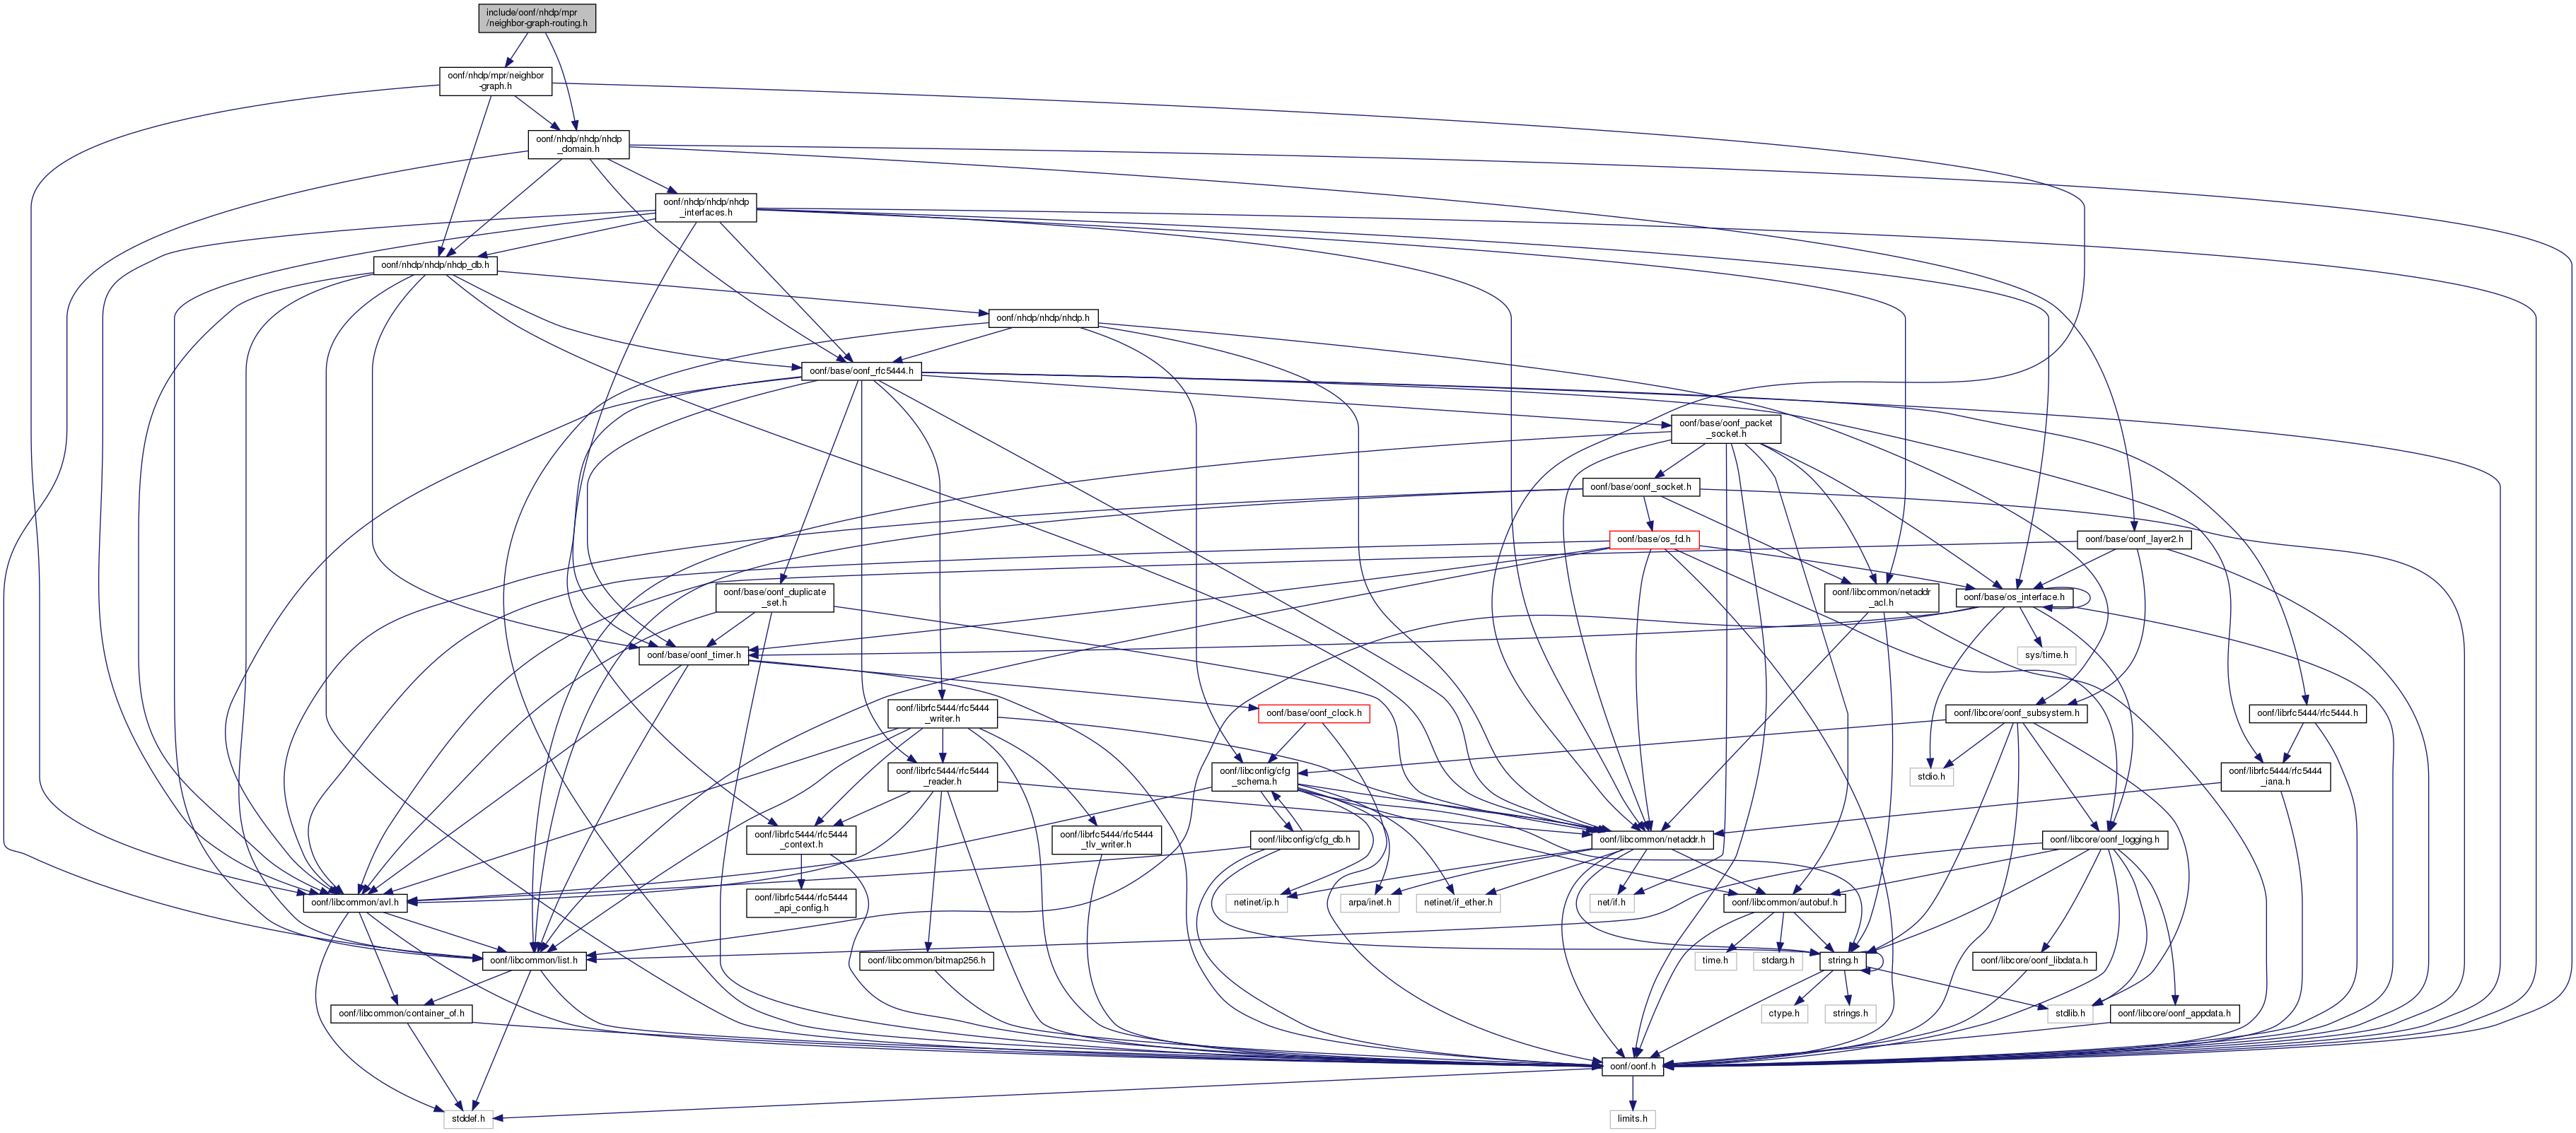 include/oonf/nhdp/mpr
/neighbor-graph-routing.h
oonf/nhdp/mpr/neighbor
-graph.h
oonf/nhdp/nhdp/nhdp
_domain.h
oonf/nhdp/nhdp/nhdp
_interfaces.h
oonf/nhdp/nhdp/nhdp_db.h
oonf/nhdp/nhdp/nhdp.h
oonf/base/oonf_rfc5444.h
oonf/base/oonf_packet
_socket.h
oonf/base/oonf_socket.h
oonf/base/os_fd.h
oonf/base/oonf_layer2.h
oonf/base/oonf_duplicate
_set.h
oonf/libcommon/netaddr
_acl.h
oonf/base/os_interface.h
oonf/base/oonf_timer.h
sys/time.h
oonf/librfc5444/rfc5444
_writer.h
oonf/base/oonf_clock.h
oonf/libcore/oonf_subsystem.h
oonf/librfc5444/rfc5444.h
oonf/librfc5444/rfc5444
_reader.h
oonf/libconfig/cfg
_schema.h
stdio.h
oonf/librfc5444/rfc5444
_iana.h
oonf/librfc5444/rfc5444
_context.h
oonf/librfc5444/rfc5444
_tlv_writer.h
oonf/libconfig/cfg_db.h
oonf/libcommon/netaddr.h
oonf/libcore/oonf_logging.h
oonf/libcommon/avl.h
oonf/librfc5444/rfc5444
_api_config.h
netinet/ip.h
arpa/inet.h
netinet/if_ether.h
net/if.h
oonf/libcommon/autobuf.h
oonf/libcommon/list.h
oonf/libcommon/bitmap256.h
time.h
stdarg.h
string.h
oonf/libcore/oonf_libdata.h
oonf/libcommon/container_of.h
ctype.h
strings.h
stdlib.h
oonf/libcore/oonf_appdata.h
oonf/oonf.h
stddef.h
limits.h